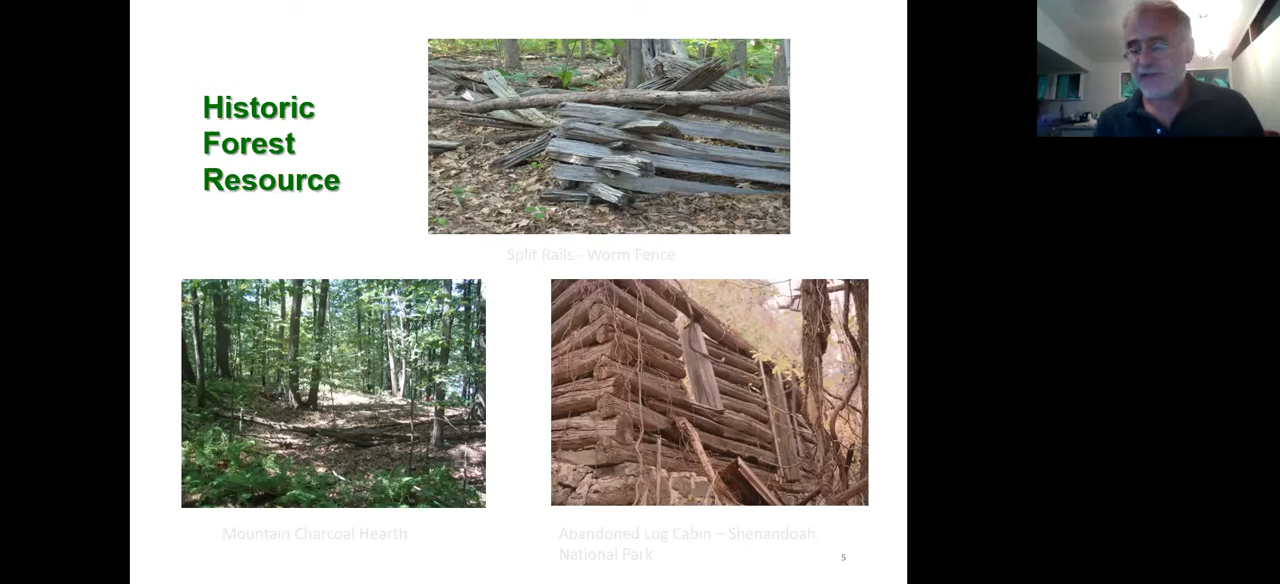 Historic
Forest
Resource
Split Rails - Worm Fence
Mountain Charcoal Hearth
Abandoned Log Cabin – Shenandoah
National Park
5